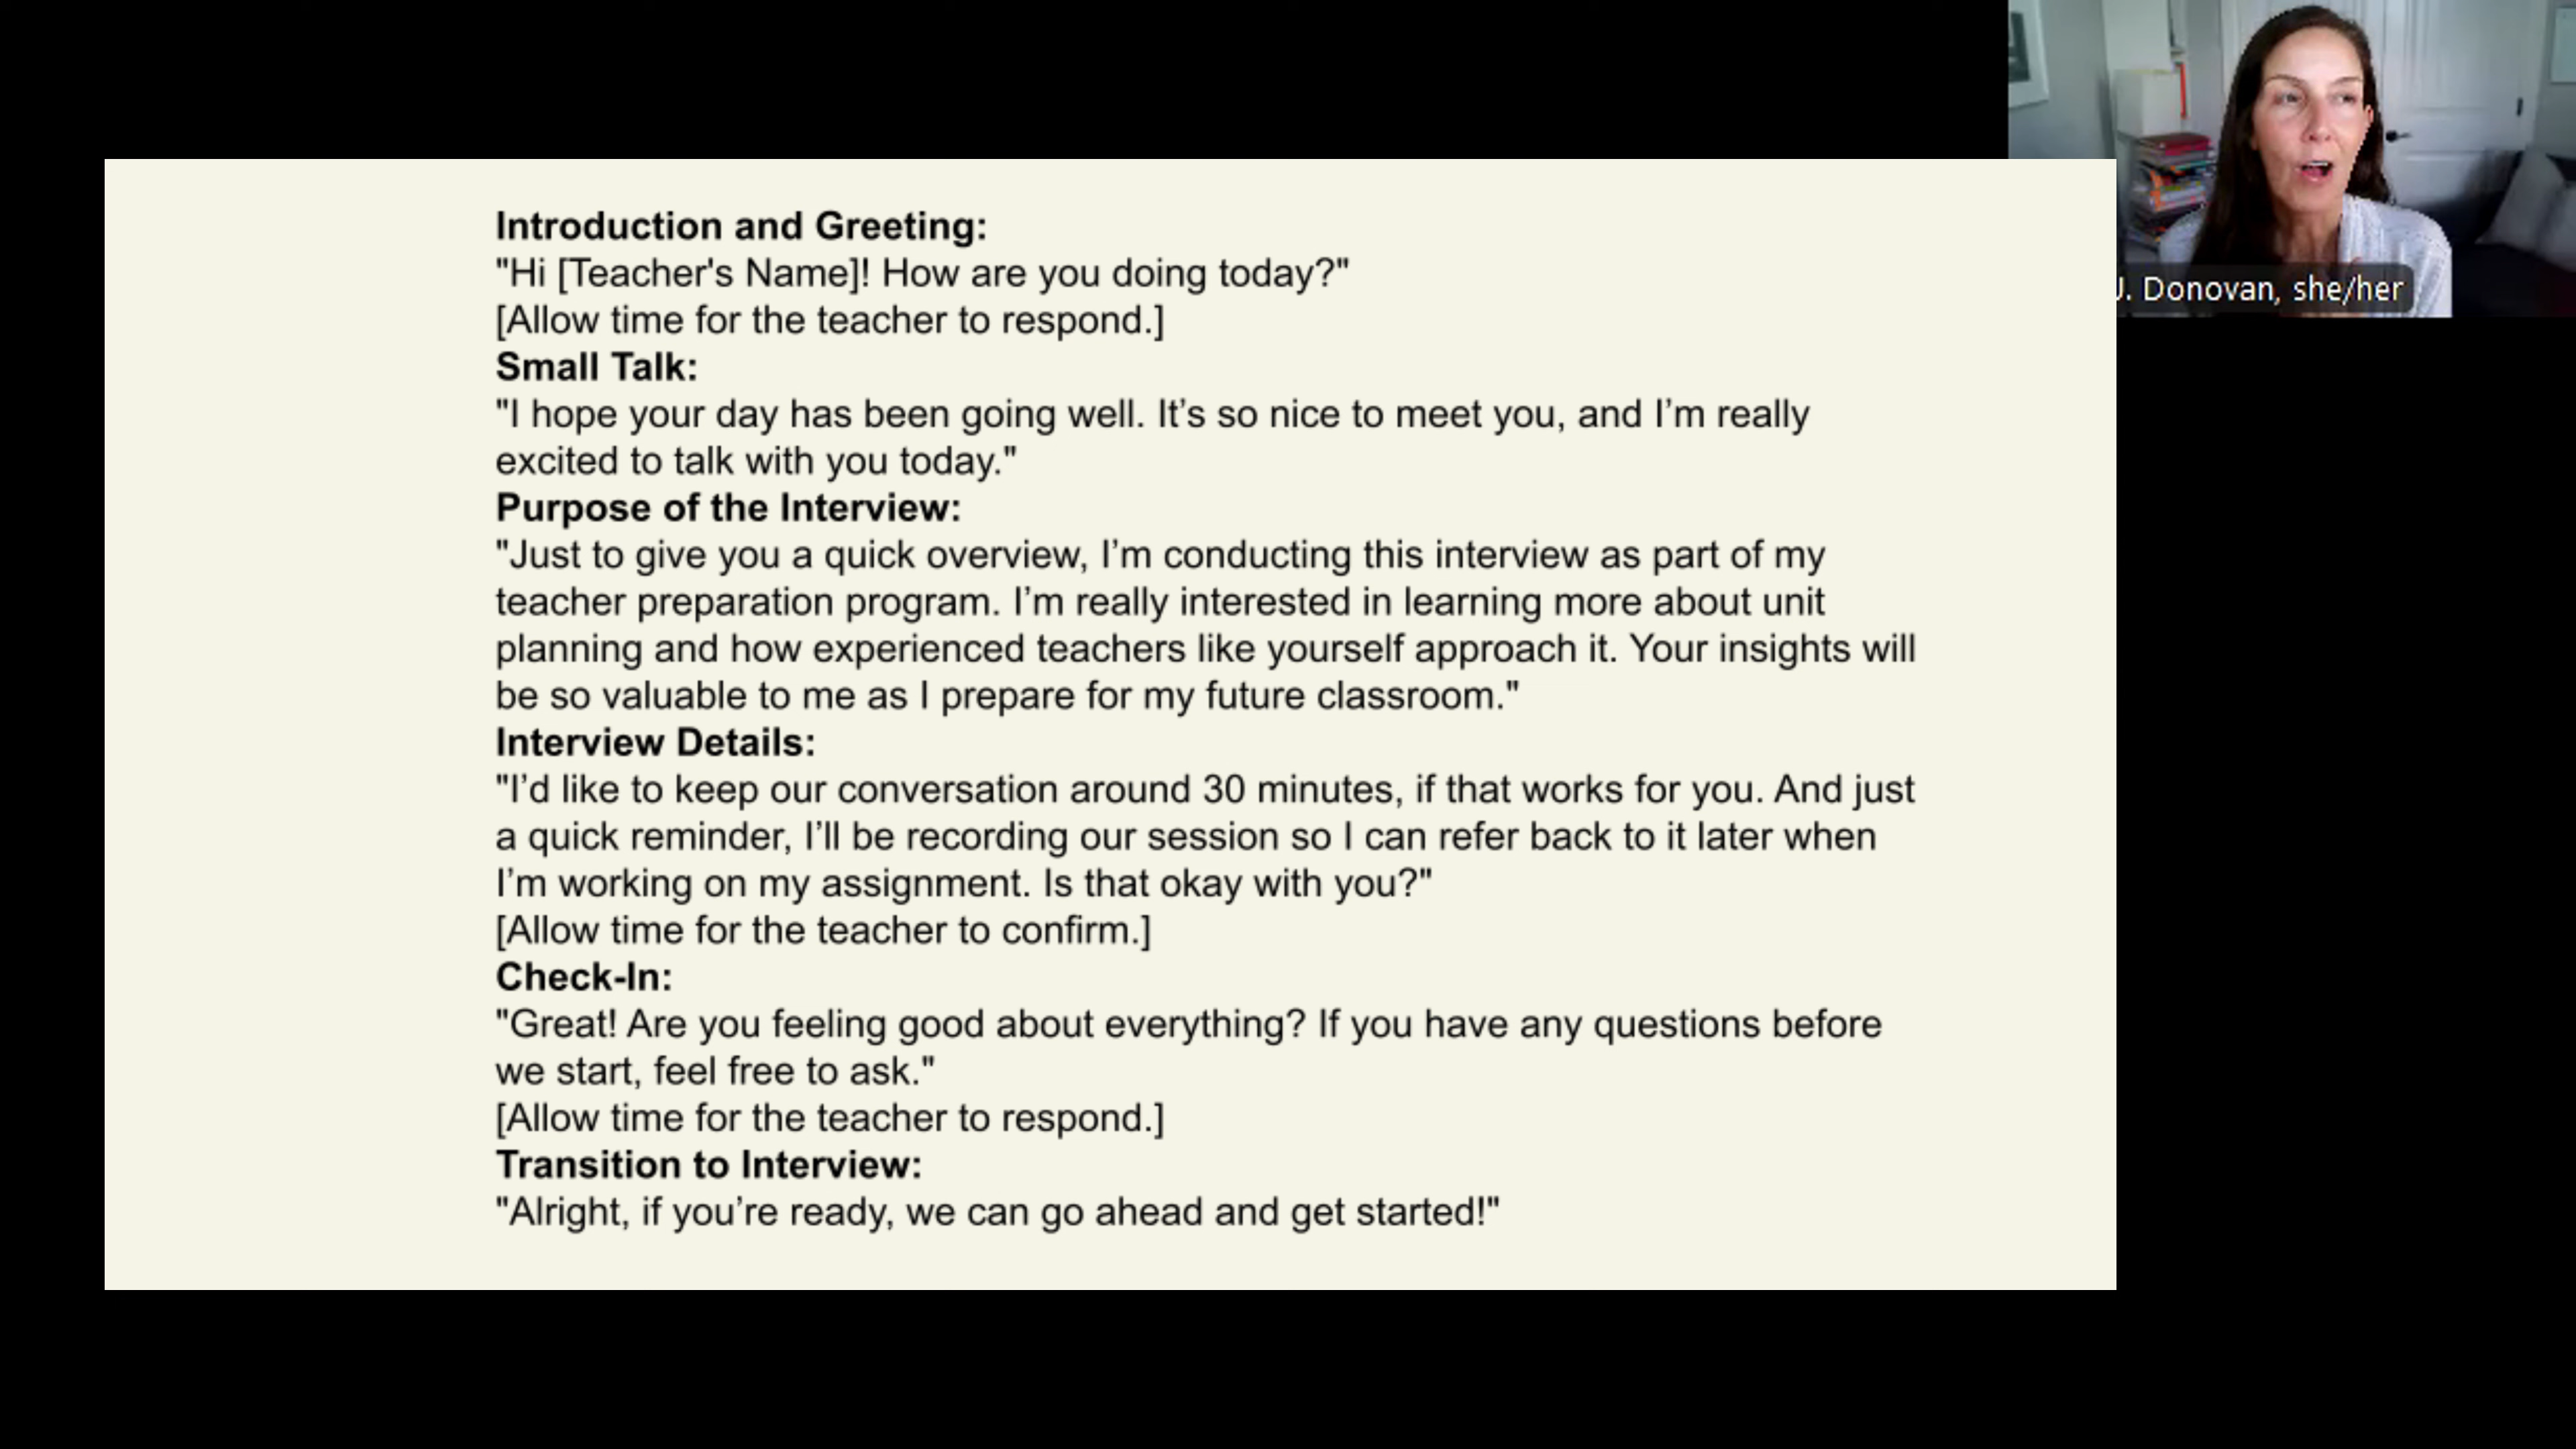 Introduction and Greeting:
"Hi [Teacher's Name]! How are you doing today?"
[Allow time for the teacher to respond.]
Small Talk:
"I hope your day has been going well. It’s so nice to meet you, and I’m really
excited to talk with you today."
Purpose of the Interview:
"Just to give you a quick overview, I’m conducting this interview as part of my
teacher preparation program. I’m really interested in learning more about unit
planning and how experienced teachers like yourself approach it. Your insights will
be so valuable to me as I prepare for my future classroom."
Interview Details:
"I’d like to keep our conversation around 30 minutes, if that works for you. And just
a quick reminder, I’ll be recording our session so I can refer back to it later when
I’m working on my assignment. Is that okay with you?"
[Allow time for the teacher to confirm.]
Check-In:
"Great! Are you feeling good about everything? If you have any questions before
we start, feel free to ask."
[Allow time for the teacher to respond.]
Transition to Interview:
"Alright, if you’re ready, we can go ahead and get started!"
J. Donovan, she/her